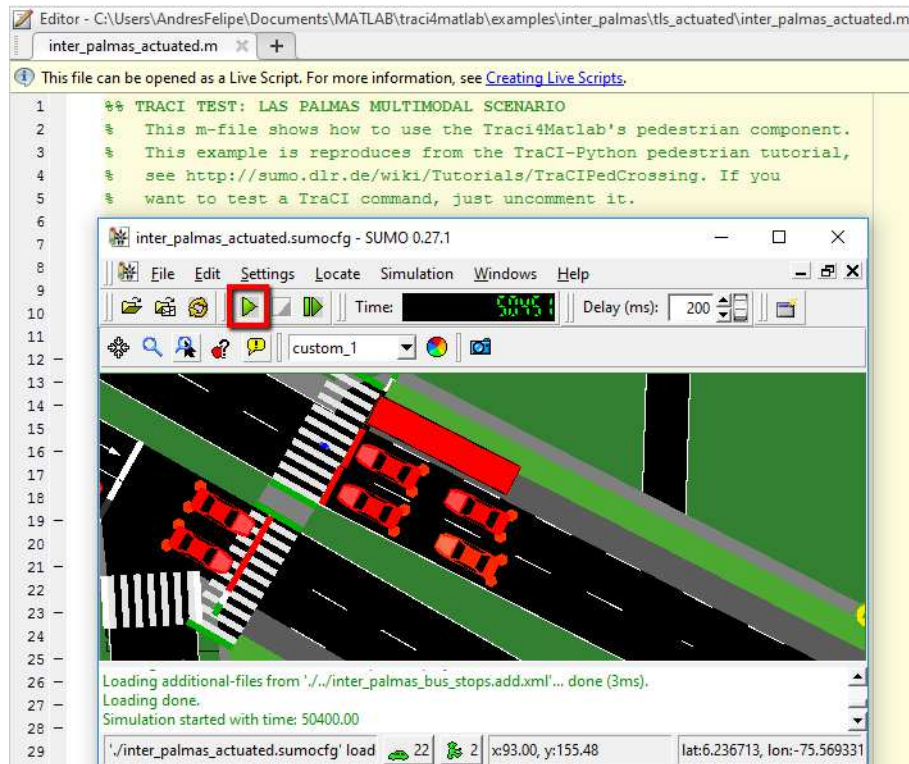 Editor - C:\Users\AndresFelipe\Documents\MATLAB\traci4matlab\examples\inter_palmas\tls_actuated\inter_palmas_actuated.m
inter_palmas_actuated.m
This file can be opened as a Live Script. For more information, see Creating Live Scripts.
1 %% TRACI TEST: LAS PALMAS MULTIMODAL SCENARIO
2 % This m-file shows how to use the Traci4Matlab's pedestrian component.
3 % This example is reproduces from the TraCI-Python pedestrian tutorial,
4 % see http://sumo.dlr.de/wiki/Tutorials/TraCIPedCrossing. If you
5 % want to test a TraCI command, just uncomment it.
6
7
8
9
10
11
12 –
13 –
14 –
15
16 –
17
18
19 –
20
21 –
22
23 –
24
25 –
26 –
27 –
28 –
29
inter_palmas_actuated.sumocfg - SUMO 0.27.1
File Edit Settings Locate Simulation Windows Help
Time: 50451 Delay (ms): 200
custom_1
Loading additional-files from './../inter_palmas_bus_stops.add.xml'... done (3ms).
Loading done.
Simulation started with time: 50400.00
'./inter_palmas_actuated.sumocfg' load 22 2 x:93.00, y:155.48 lat:6.236713, lon:-75.569331